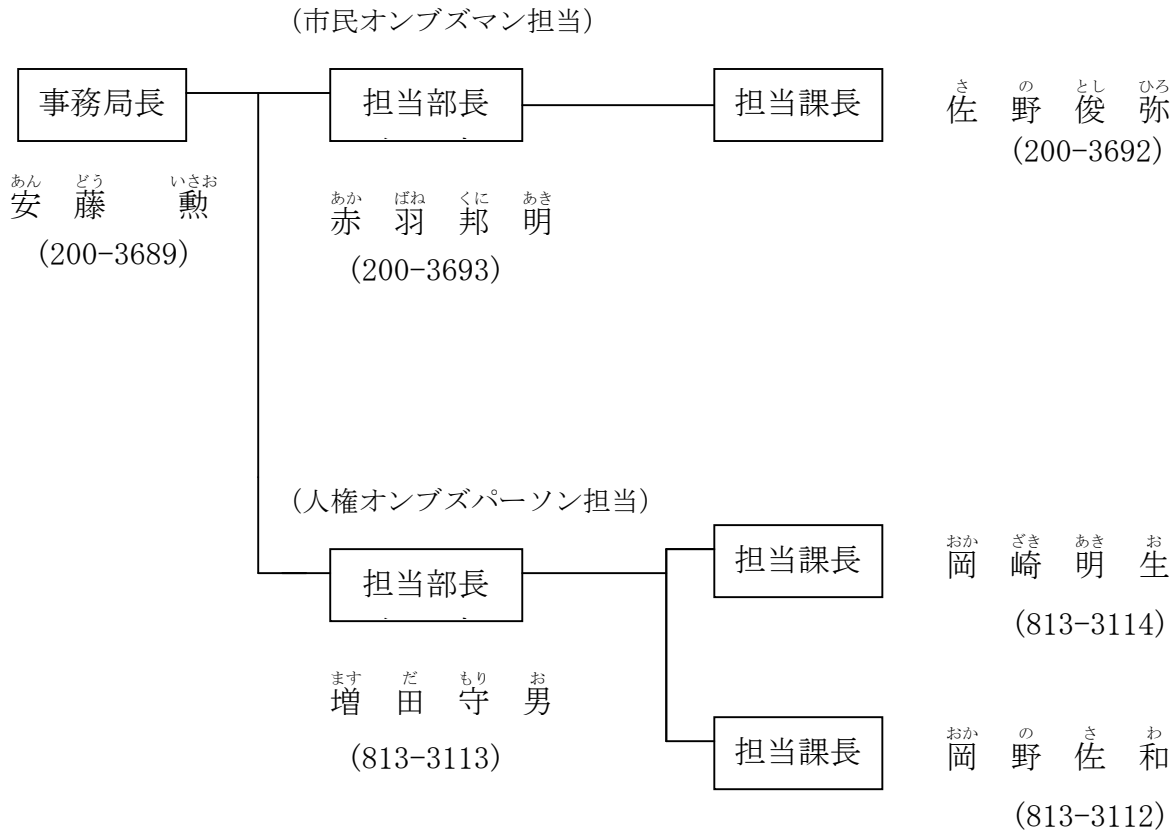 (市民オンブズマン担当)
事務局長
担当部長
担当課長
さ の とし ひろ
佐 野 俊 弥
(200-3692)
あん どう いさお
安 藤 勲
(200-3689)
あか ばね くに あき
赤 羽 邦 明
(200-3693)
(人権オンブズパーソン担当)
担当部長
担当課長
おか ざき あき お
岡 崎 明 生
(813-3114)
ます だ もり お
増 田 守 男
(813-3113)
担当課長
おか の さ わ
岡 野 佐 和
(813-3112)